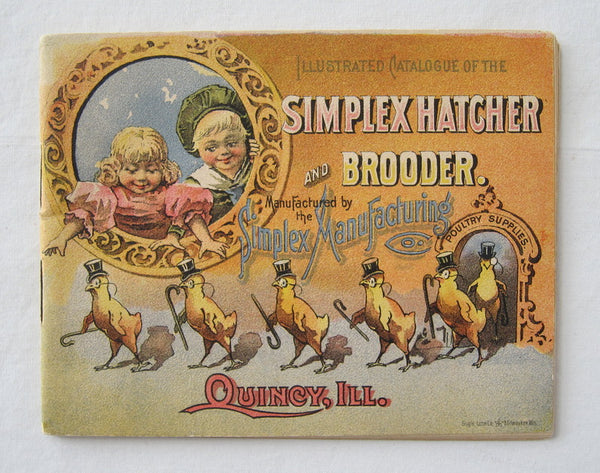 ILLUSTRATED CATALOGUE OF THE
SIMPLEX HATCHER
AND BROODER.
Manufactured by
the
Simplex Manufacturing
Co.
POULTRY SUPPLIES
QUINCY, ILL.